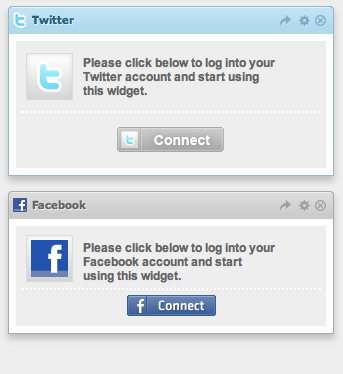 Twitter
Please click below to log into your
Twitter account and start using
this widget.
Connect
Facebook
Please click below to log into your
Facebook account and start
using this widget.
Connect